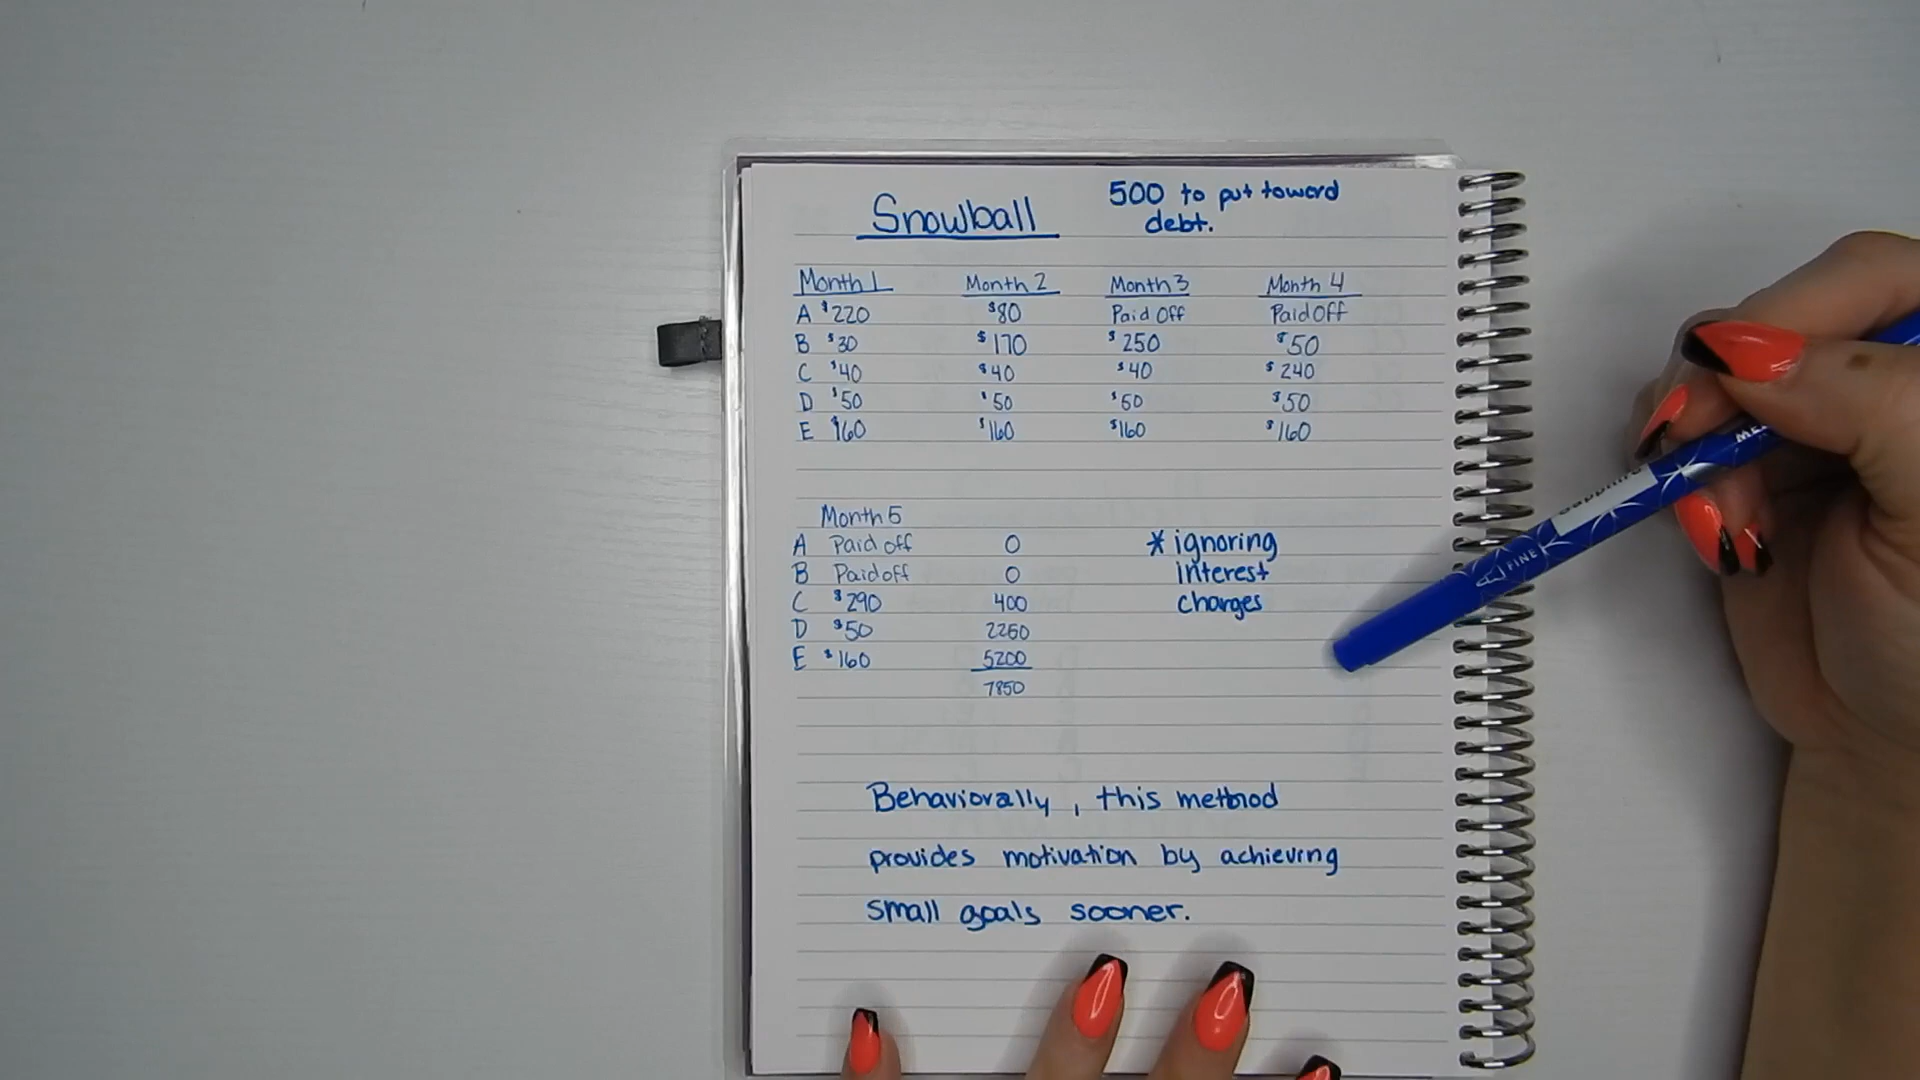 Snowball
500 to put toward
debt.
Month 1 Month 2 Month 3 Month 4
A $220 $80 Paid Off Paid Off
B $30 $170 $250 $50
C $40 $40 $40 $240
D $50 $50 $50 $50
E $160 $160 $160 $160
Month 5
A Paid off 0
B Paid off 0
C $290 400
D $50 2250
E $160 5200
7850
* ignoring
interest
charges
Behaviorally, this method
provides motivation by achieving
small goals sooner.
FINE